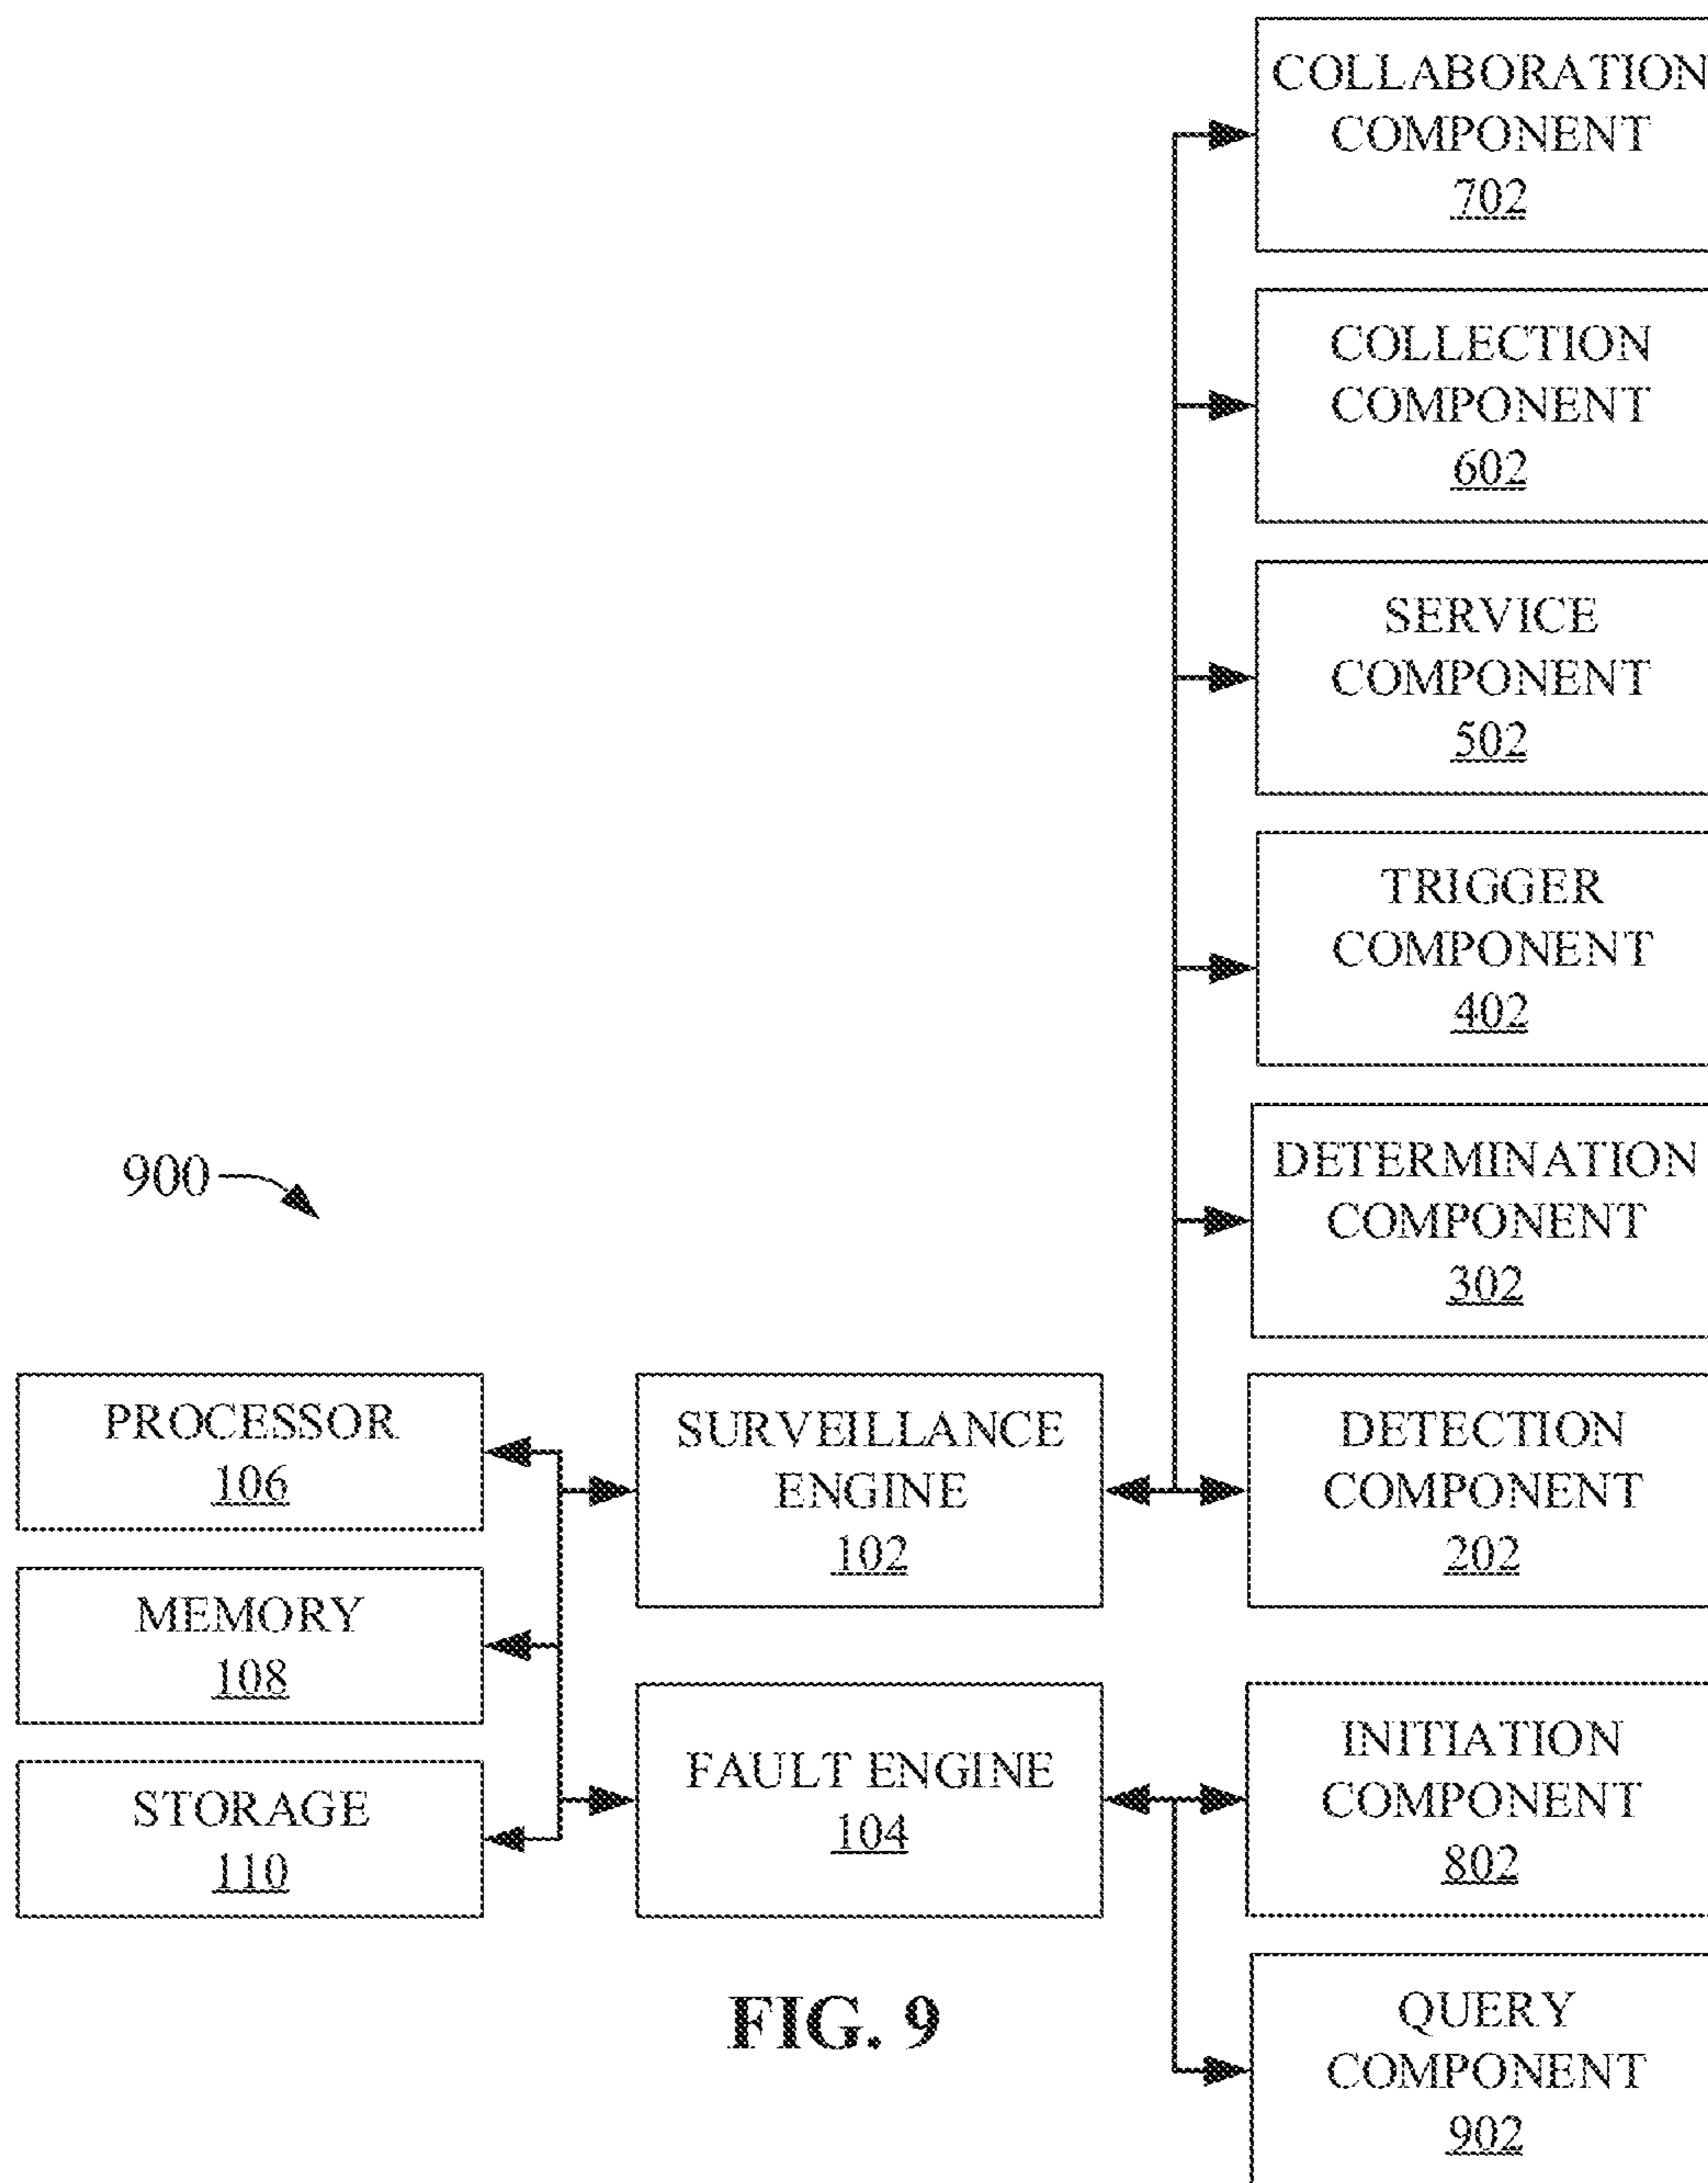 COLLABORATION
COMPONENT
702
COLLECTION
COMPONENT
602
SERVICE
COMPONENT
502
TRIGGER
COMPONENT
402
900
DETERMINATION
COMPONENT
302
PROCESSOR
106
SURVEILLANCE
ENGINE
102
DETECTION
COMPONENT
202
MEMORY
108
STORAGE
110
FAULT ENGINE
104
INITIATION
COMPONENT
802
QUERY
COMPONENT
902
FIG. 9